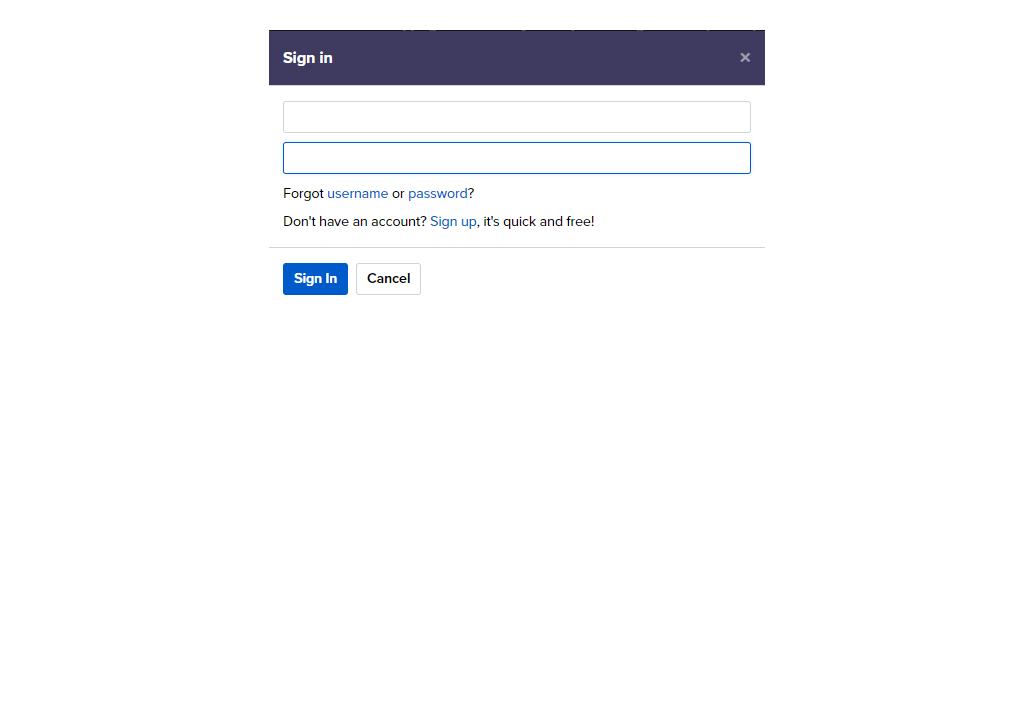 Sign in ×
Forgot username or password?
Don't have an account? Sign up, it's quick and free!
Sign In Cancel